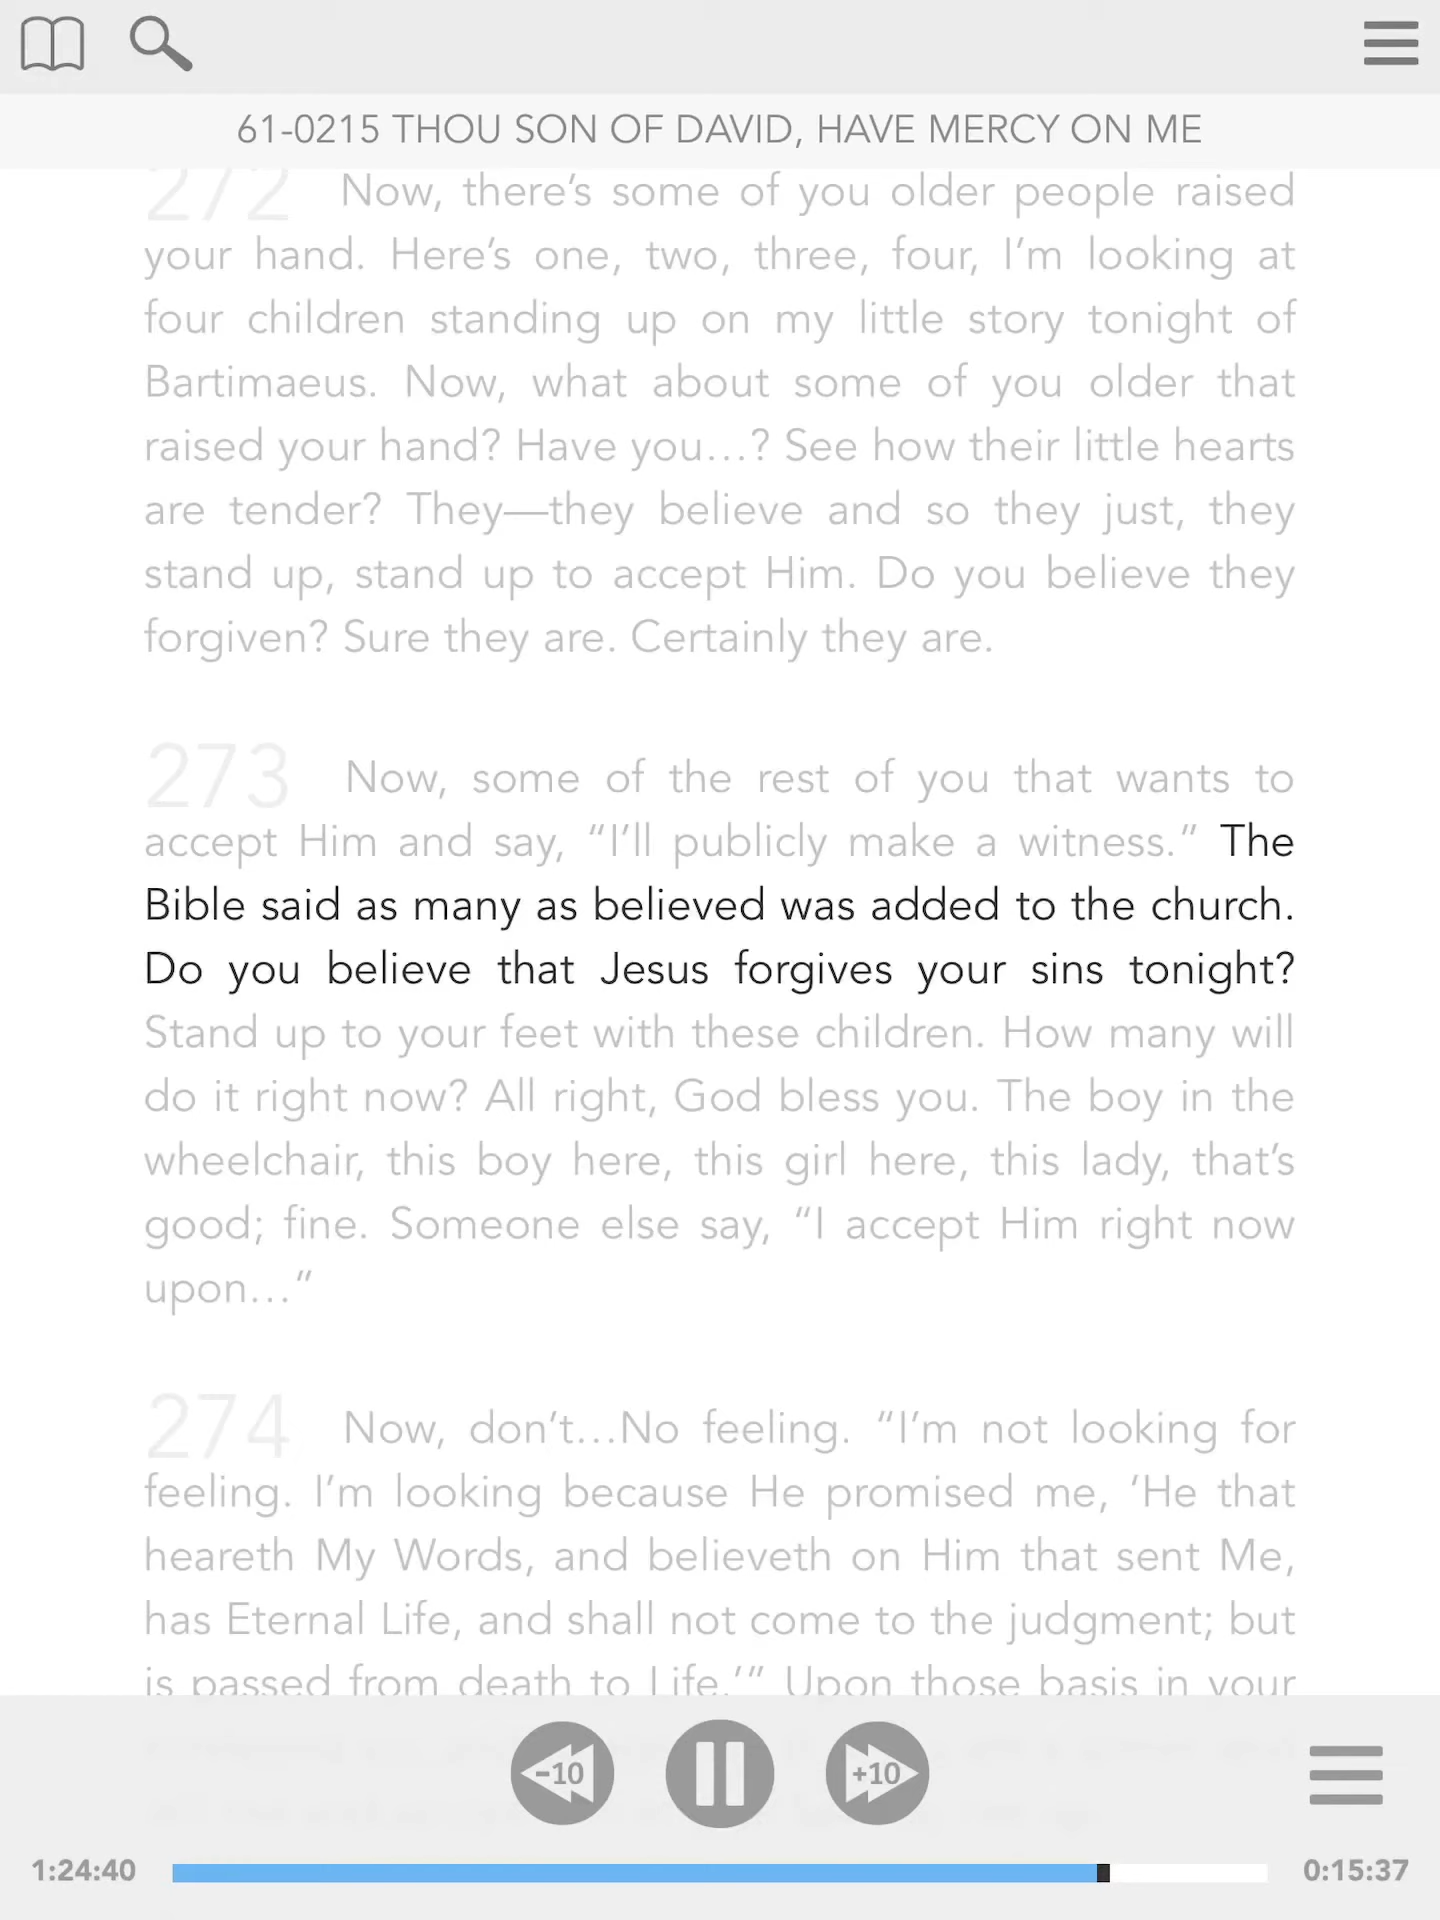 61-0215 THOU SON OF DAVID, HAVE MERCY ON ME
272 Now, there’s some of you older people raised
your hand. Here’s one, two, three, four, I’m looking at
four children standing up on my little story tonight of
Bartimaeus. Now, what about some of you older that
raised your hand? Have you…? See how their little hearts
are tender? They—they believe and so they just, they
stand up, stand up to accept Him. Do you believe they
forgiven? Sure they are. Certainly they are.
273 Now, some of the rest of you that wants to
accept Him and say, “I’ll publicly make a witness.” The
Bible said as many as believed was added to the church.
Do you believe that Jesus forgives your sins tonight?
Stand up to your feet with these children. How many will
do it right now? All right, God bless you. The boy in the
wheelchair, this boy here, this girl here, this lady, that’s
good; fine. Someone else say, “I accept Him right now
upon…”
274 Now, don’t…No feeling. “I’m not looking for
feeling. I’m looking because He promised me, ‘He that
heareth My Words, and believeth on Him that sent Me,
has Eternal Life, and shall not come to the judgment; but
is passed from death to Life.’” Upon those basis in your
-10 +10
1:24:40 0:15:37